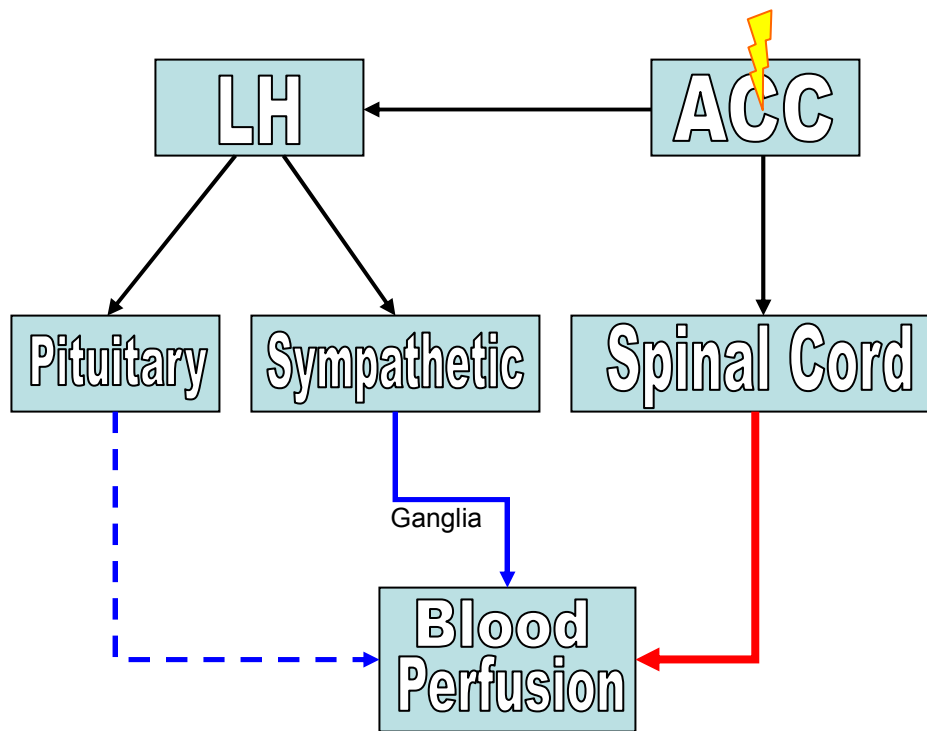 LH
ACC
Pituitary
Sympathetic
Spinal Cord
Ganglia
Blood
Perfusion